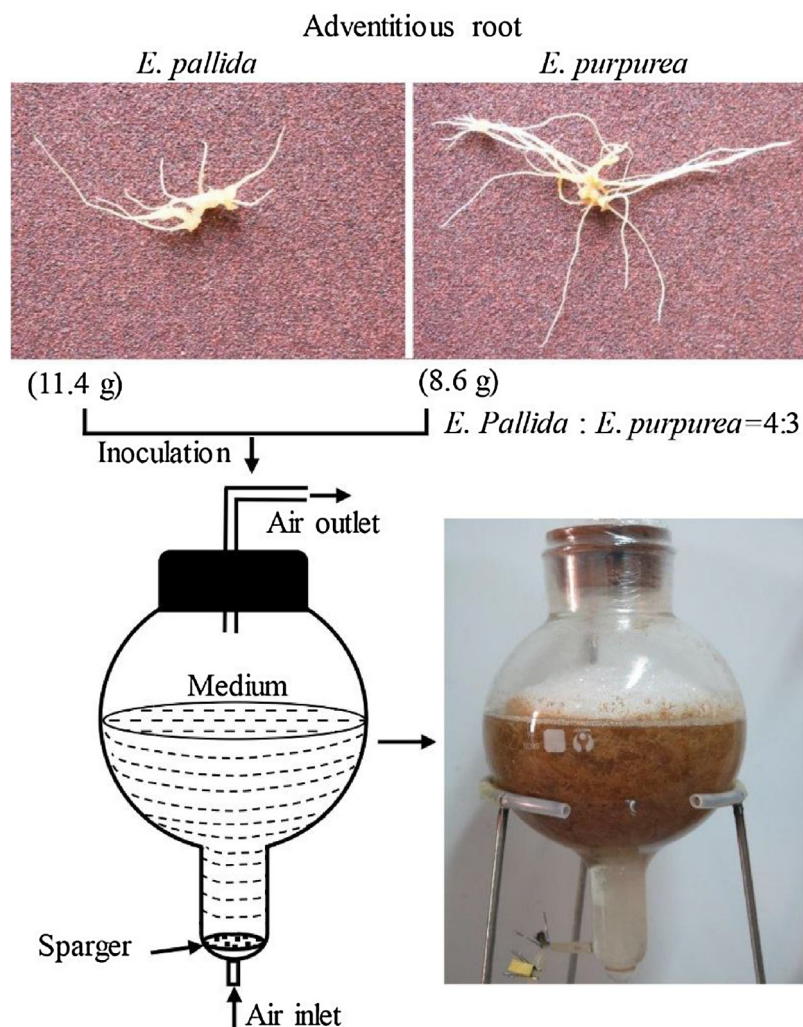 Adventitious root
E. pallida
E. purpurea
(11.4 g)
(8.6 g)
E. Pallida : E. purpurea=4:3
Inoculation
Air outlet
Medium
Sparger
Air inlet